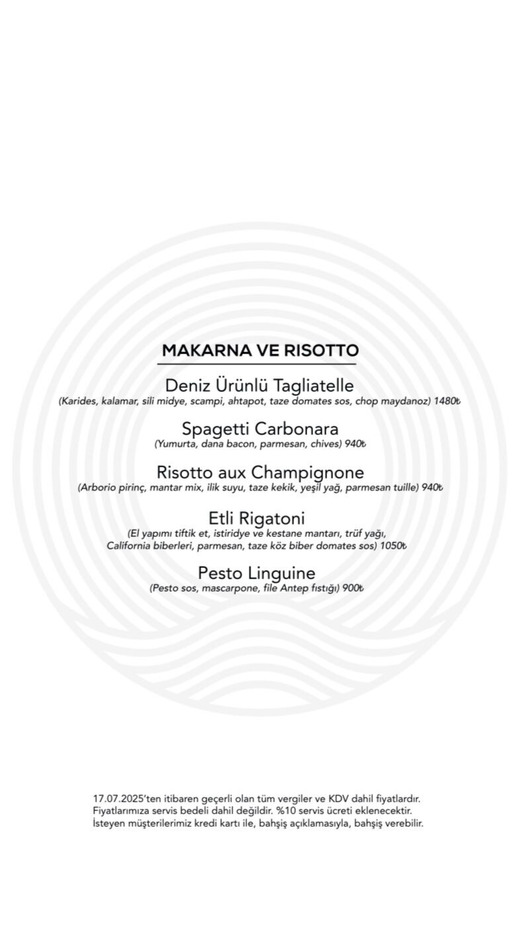 MAKARNA VE RISOTTO
Deniz Ürünlü Tagliatelle
(Karides, kalamar, sili midye, scampi, ahtapot, taze domates sos, chop maydanoz) 1480₺
Spagetti Carbonara
(Yumurta, dana bacon, parmesan, chives) 940₺
Risotto aux Champignone
(Arborio pirinç, mantar mix, ilik suyu, taze kekik, yeşil yağ, parmesan tuille) 940₺
Etli Rigatoni
(El yapımı tiftik et, istiridye ve kestane mantarı, trüf yağı,
California biberleri, parmesan, taze köz biber domates sos) 1050₺
Pesto Linguine
(Pesto sos, mascarpone, file Antep fıstığı) 900₺
17.07.2025'ten itibaren geçerli olan tüm vergiler ve KDV dahil fiyatlardır.
Fiyatlarımıza servis bedeli dahil değildir. %10 servis ücreti eklenecektir.
İsteyen müşterilerimiz kredi kartı ile, bahşiş açıklamasıyla, bahşiş verebilir.